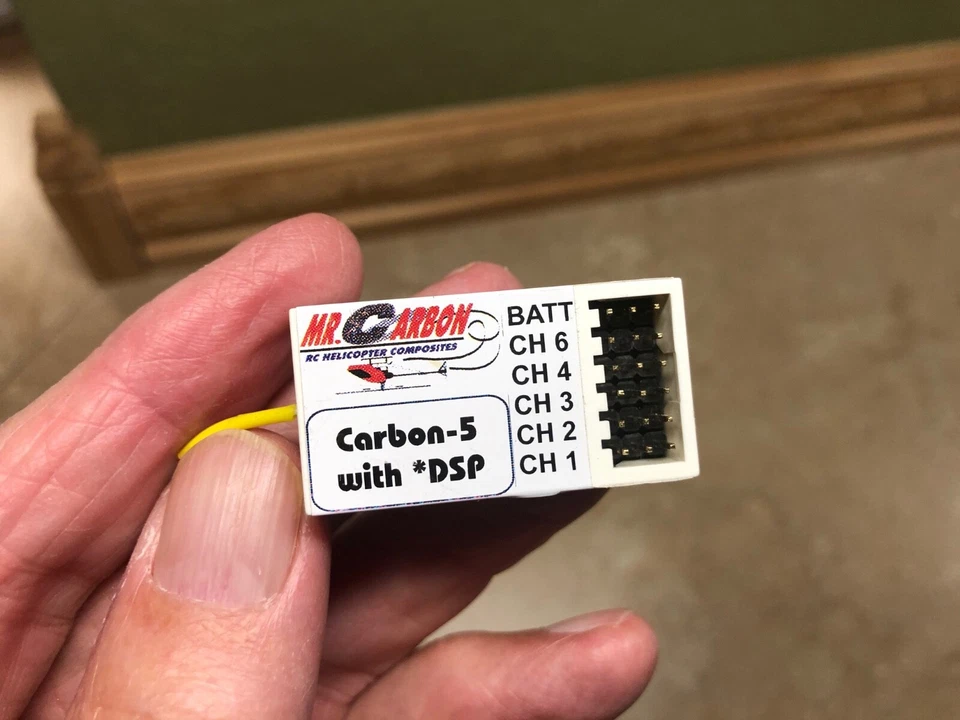 MR. CARBON
RC HELICOPTER COMPOSITES
Carbon-5
with *DSP
BATT
CH 6
CH 4
CH 3
CH 2
CH 1